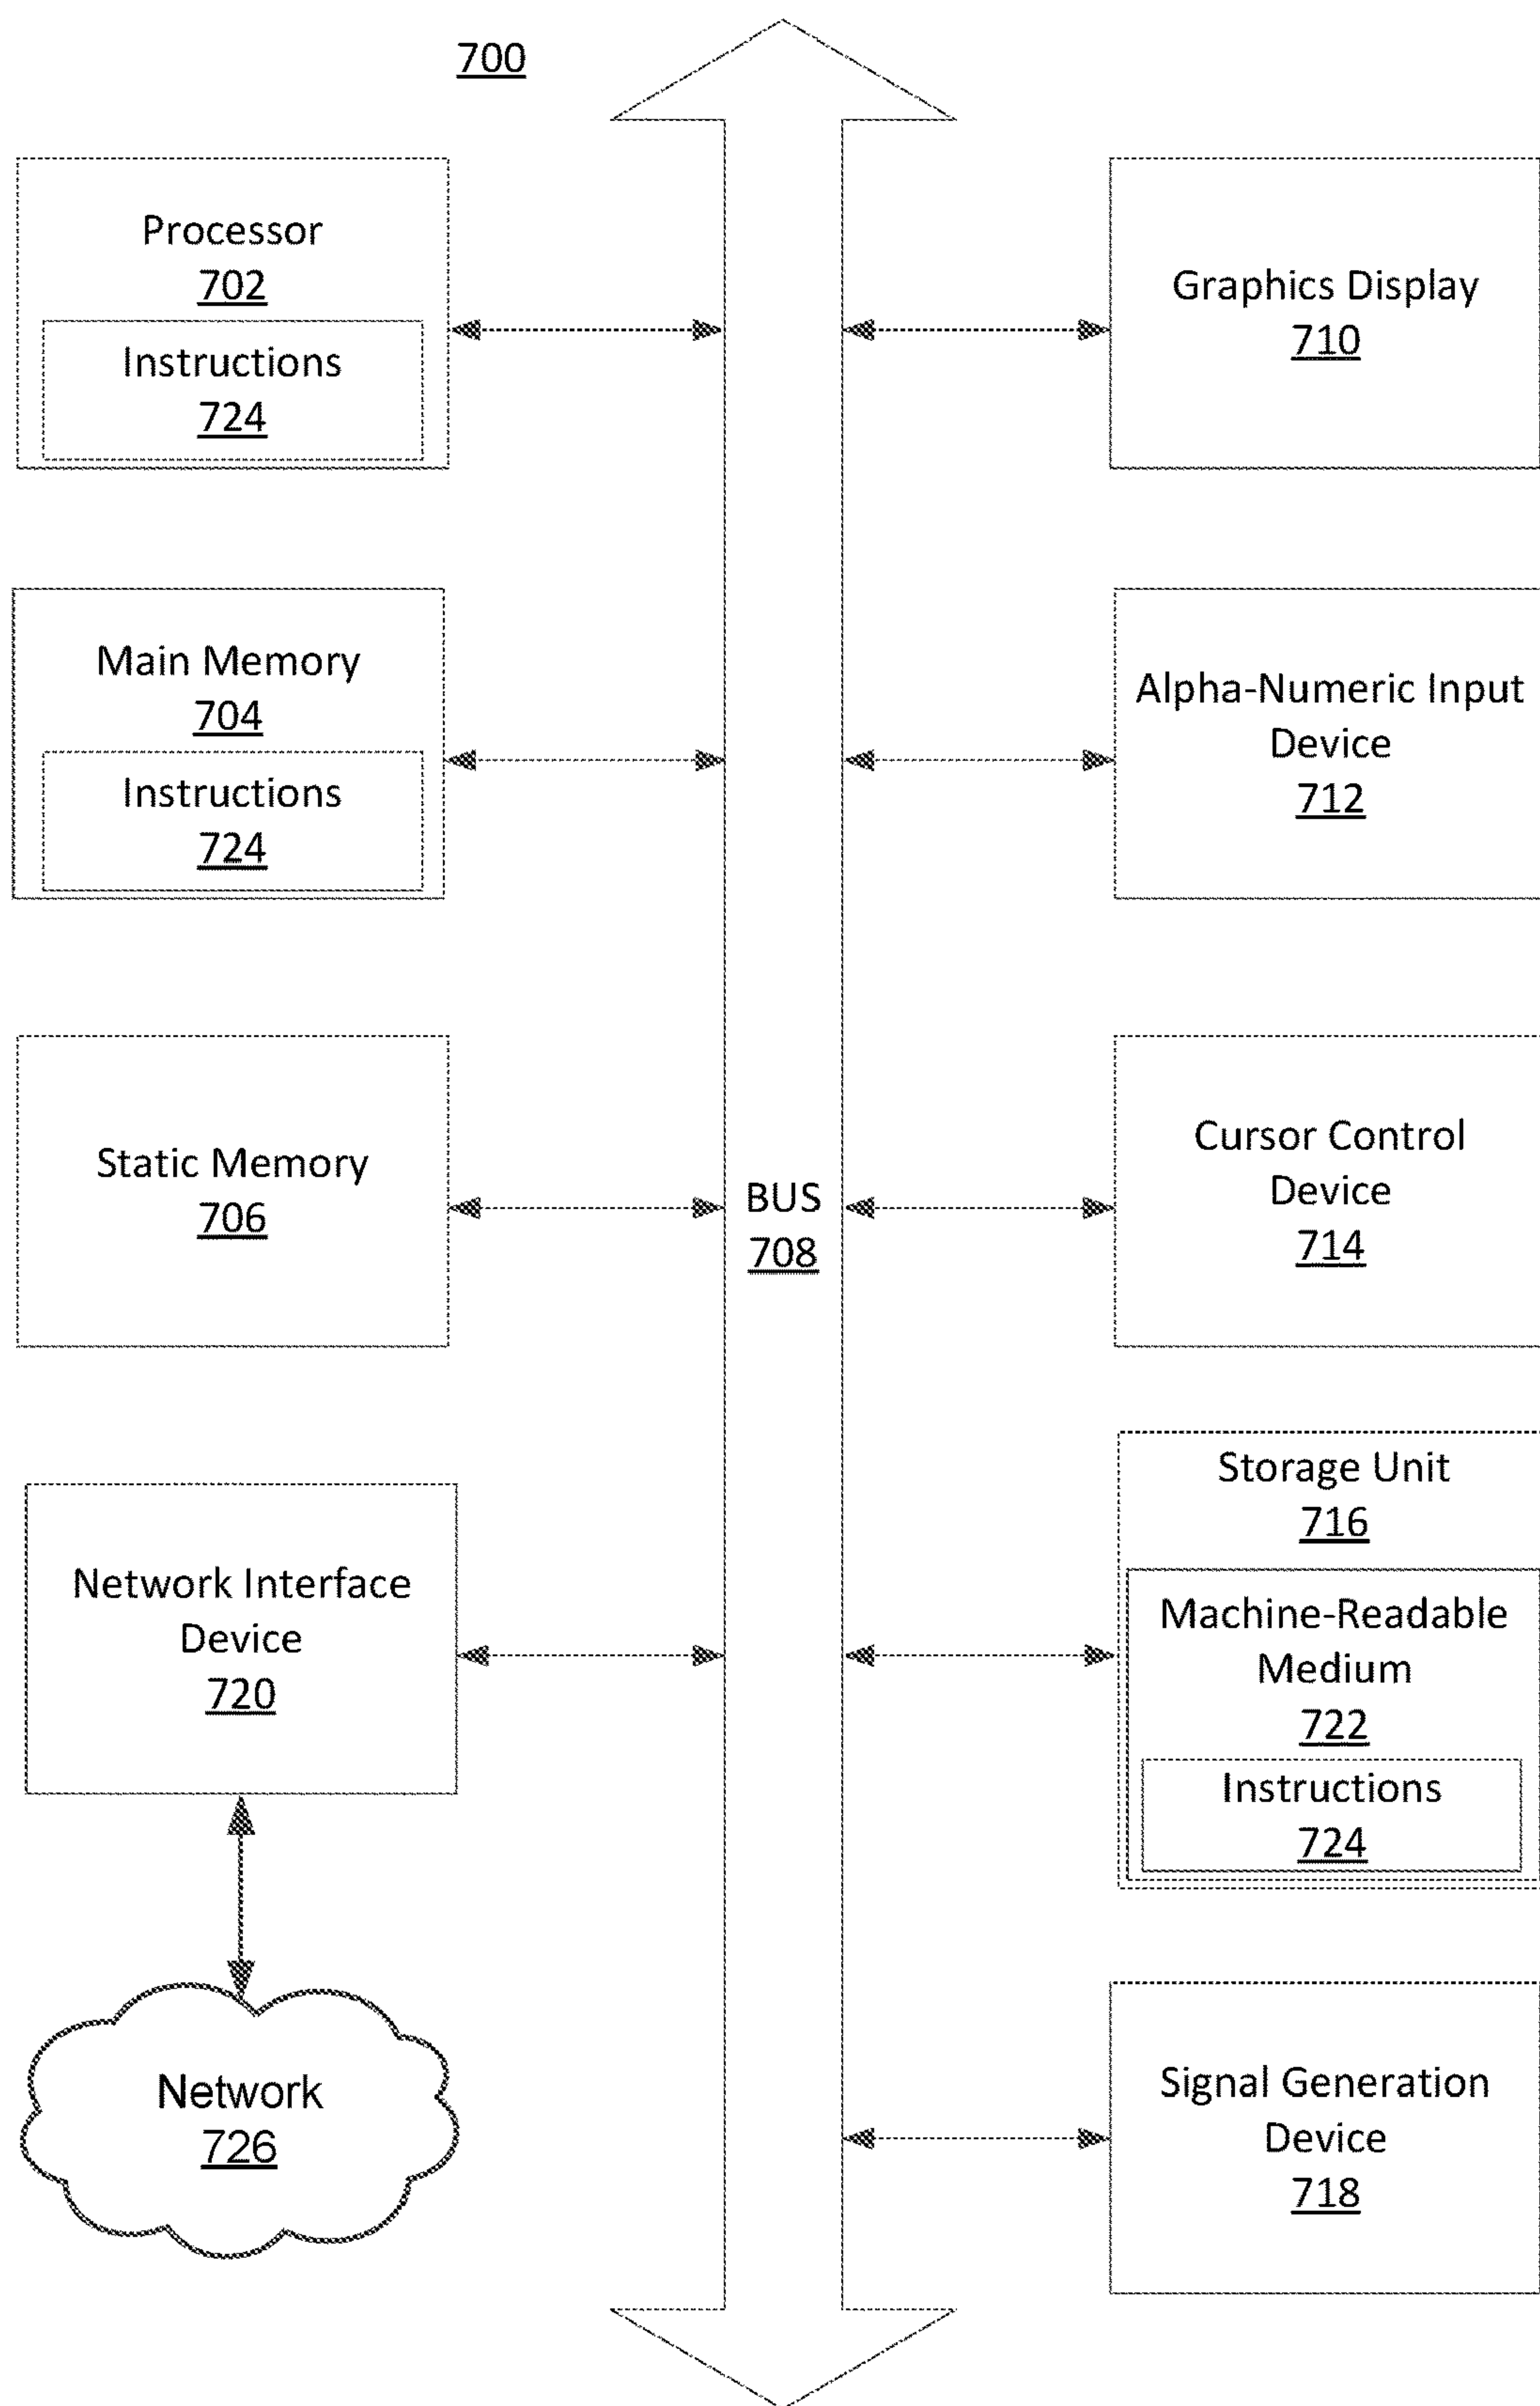 700
Processor
702
Instructions
724
Main Memory
704
Instructions
724
Static Memory
706
Network Interface
Device
720
Network
726
BUS
708
Graphics Display
710
Alpha-Numeric Input
Device
712
Cursor Control
Device
714
Storage Unit
716
Machine-Readable
Medium
722
Instructions
724
Signal Generation
Device
718